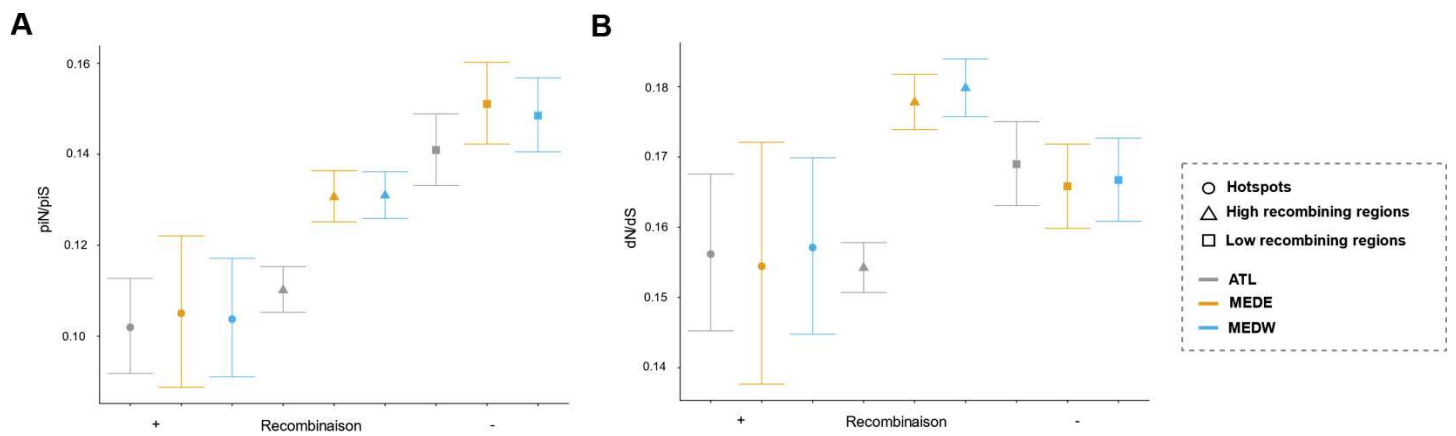 A
0.16
0.14
0.12
0.10
piN/piS
+ Recombinaison -
B
0.18
0.17
0.16
0.15
0.14
dN/dS
+ Recombinaison -
Hotspots
High recombining regions
Low recombining regions
ATL
MEDE
MEDW